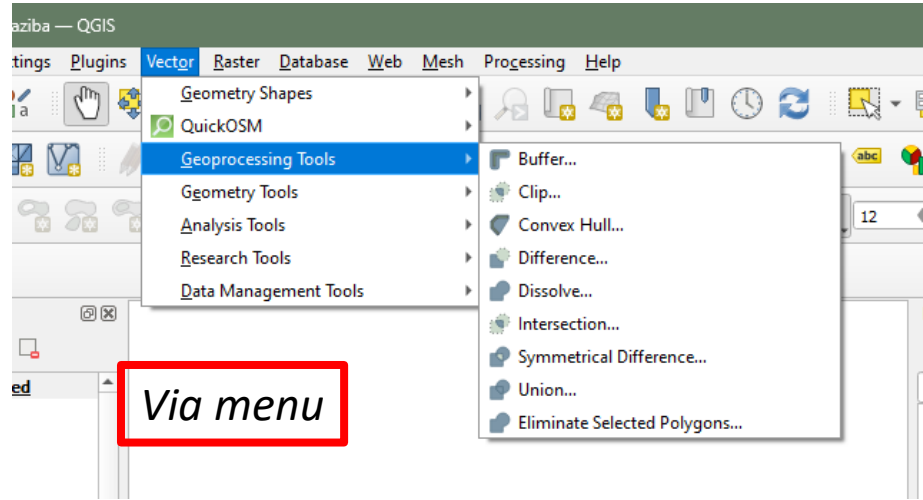 aziba — QGIS
ttings Plugins Vector Raster Database Web Mesh Processing Help
a
Geometry Shapes
QuickOSM
Geoprocessing Tools
Geometry Tools
Analysis Tools
Research Tools
Data Management Tools
Buffer...
Clip...
Convex Hull...
Difference...
Dissolve...
Intersection...
Symmetrical Difference...
Union...
Eliminate Selected Polygons...
abc
12
ed
Via menu